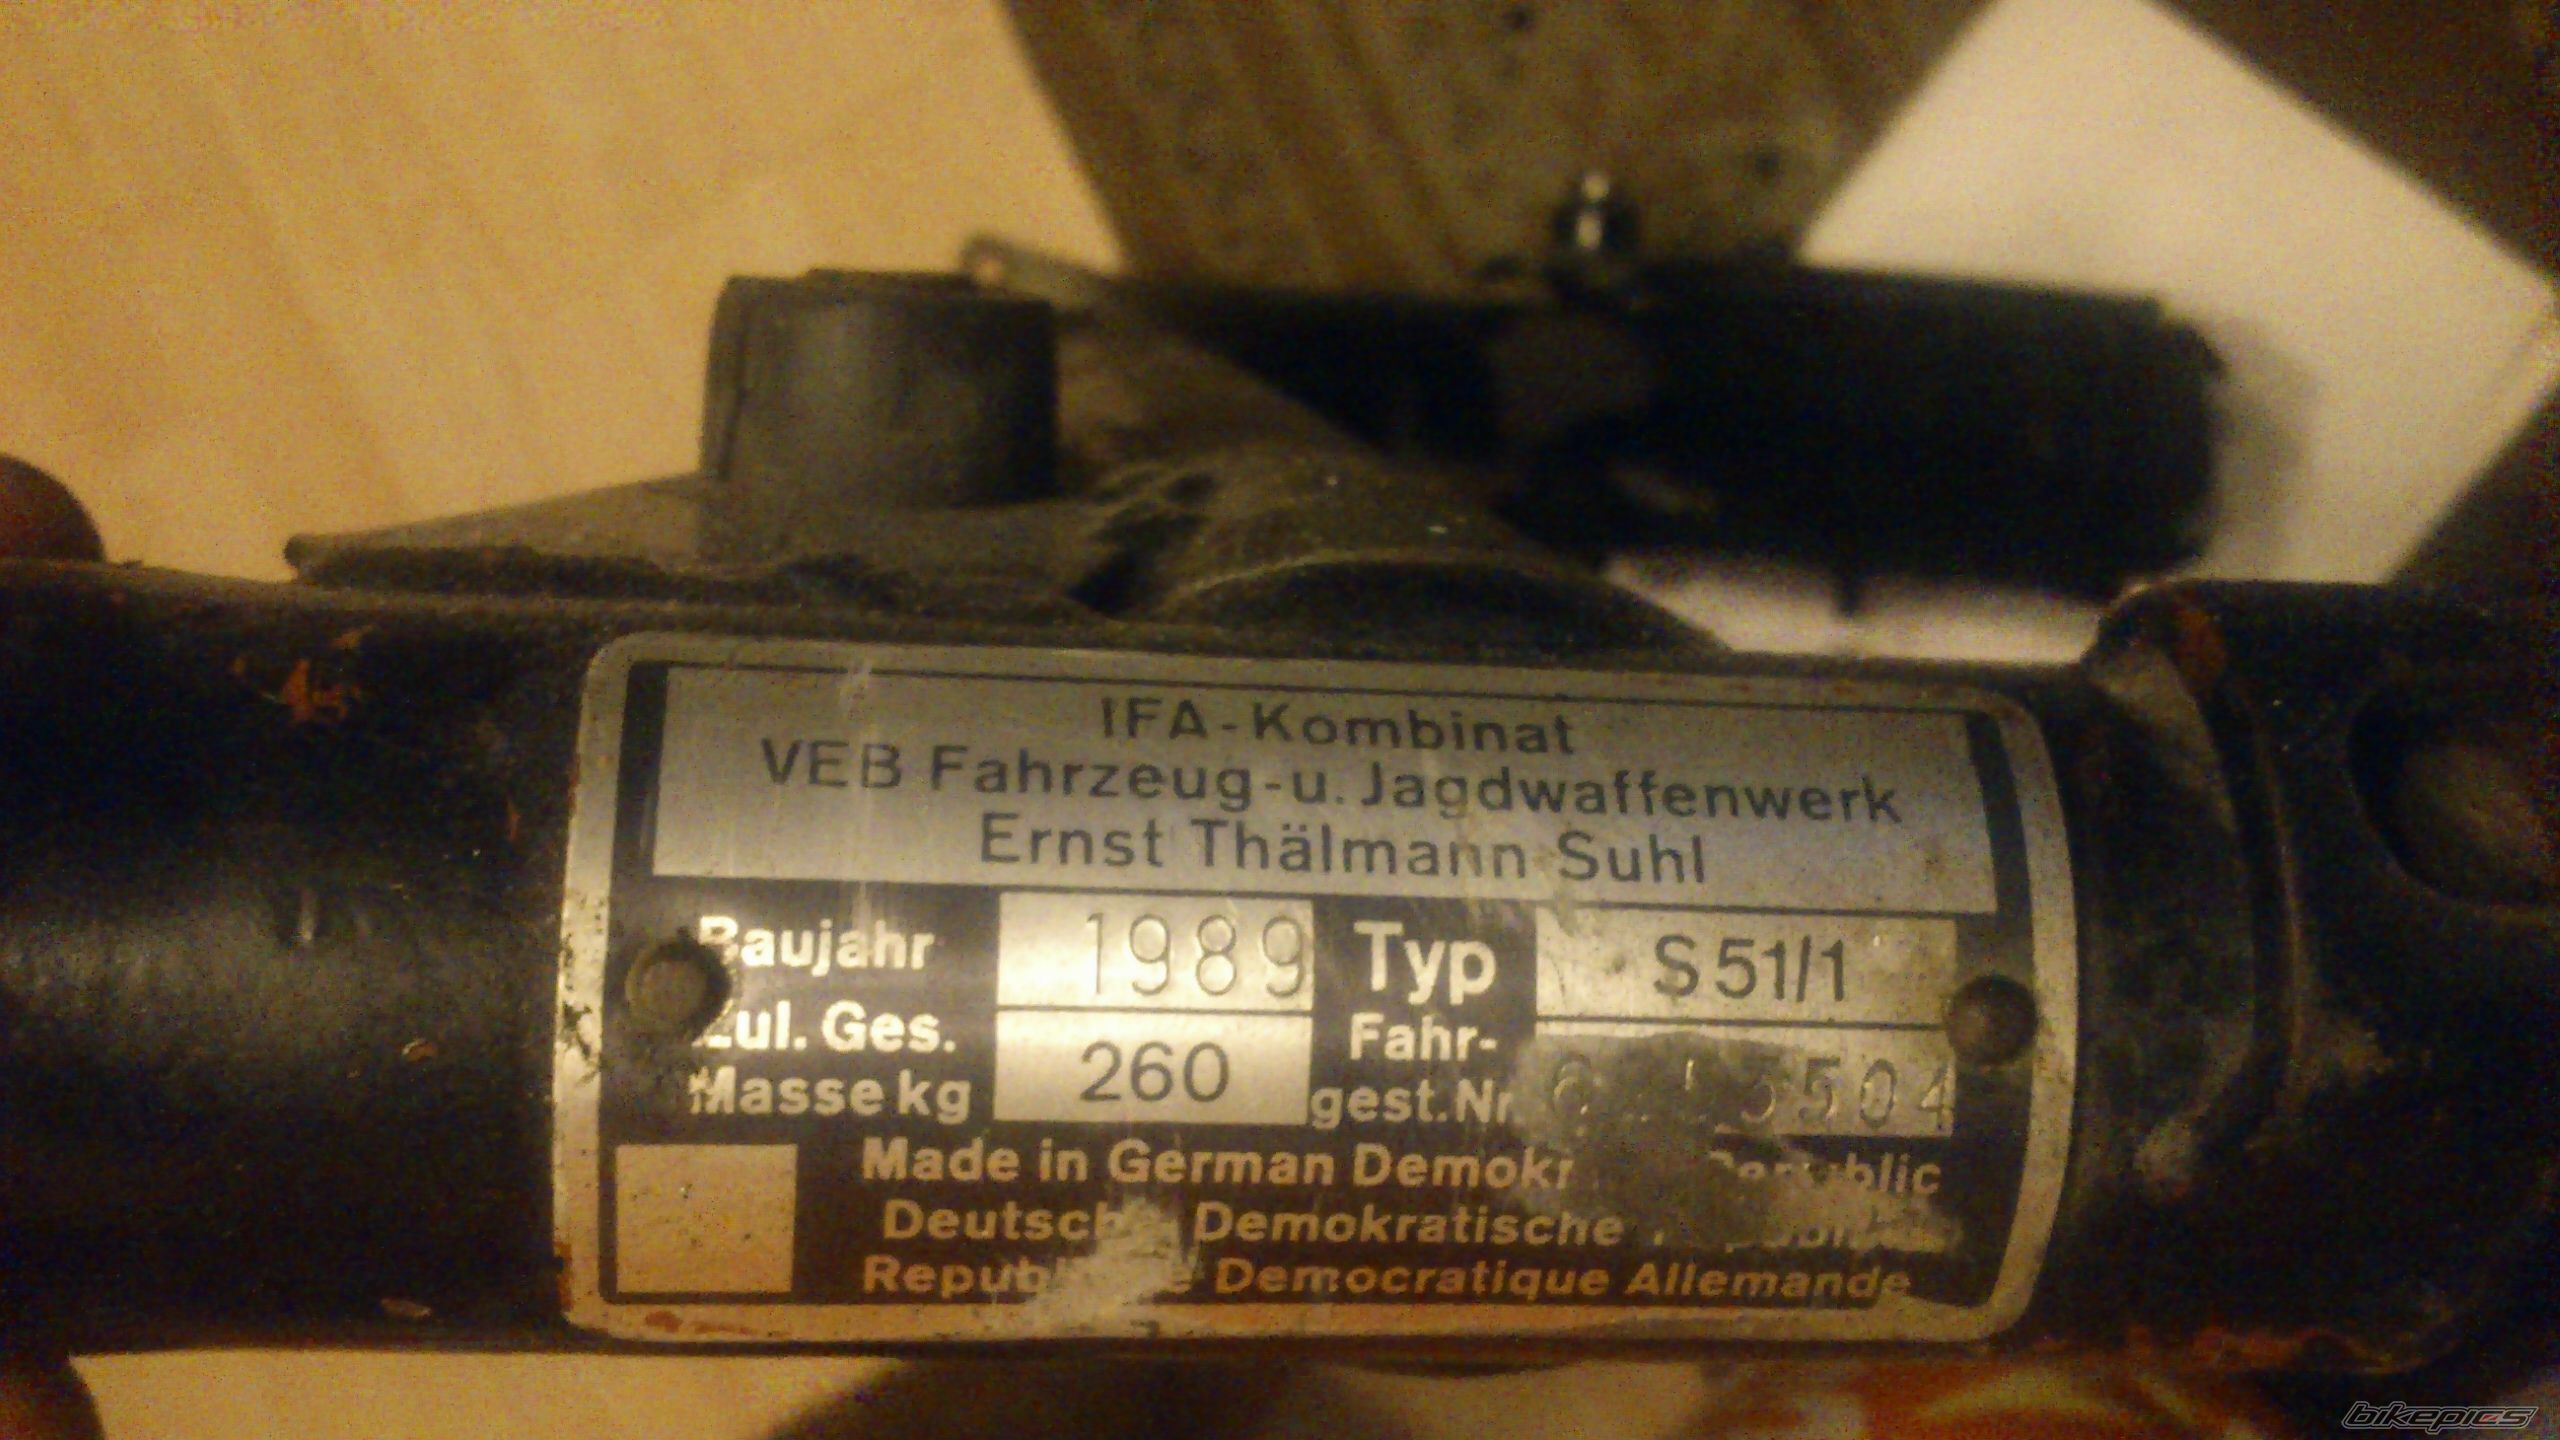 IFA-Kombinat
VEB Fahrzeug-u. Jagdwaffenwerk
Ernst Thälmann Suhl
Baujahr 1989 Typ S51/1
Zul. Ges. Masse kg 260 Fahr-gest.Nr.
Made in German Republic
Demokratische
Democratique Allemande
bikepics